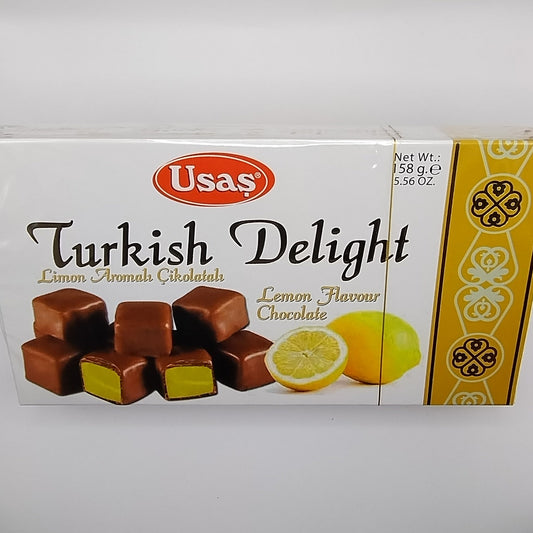 Usaş®
Net Wt.:
158 g.℮
5.56 OZ.
Turkish Delight
Limon Aromalı Çikolatalı
Lemon Flavour
Chocolate